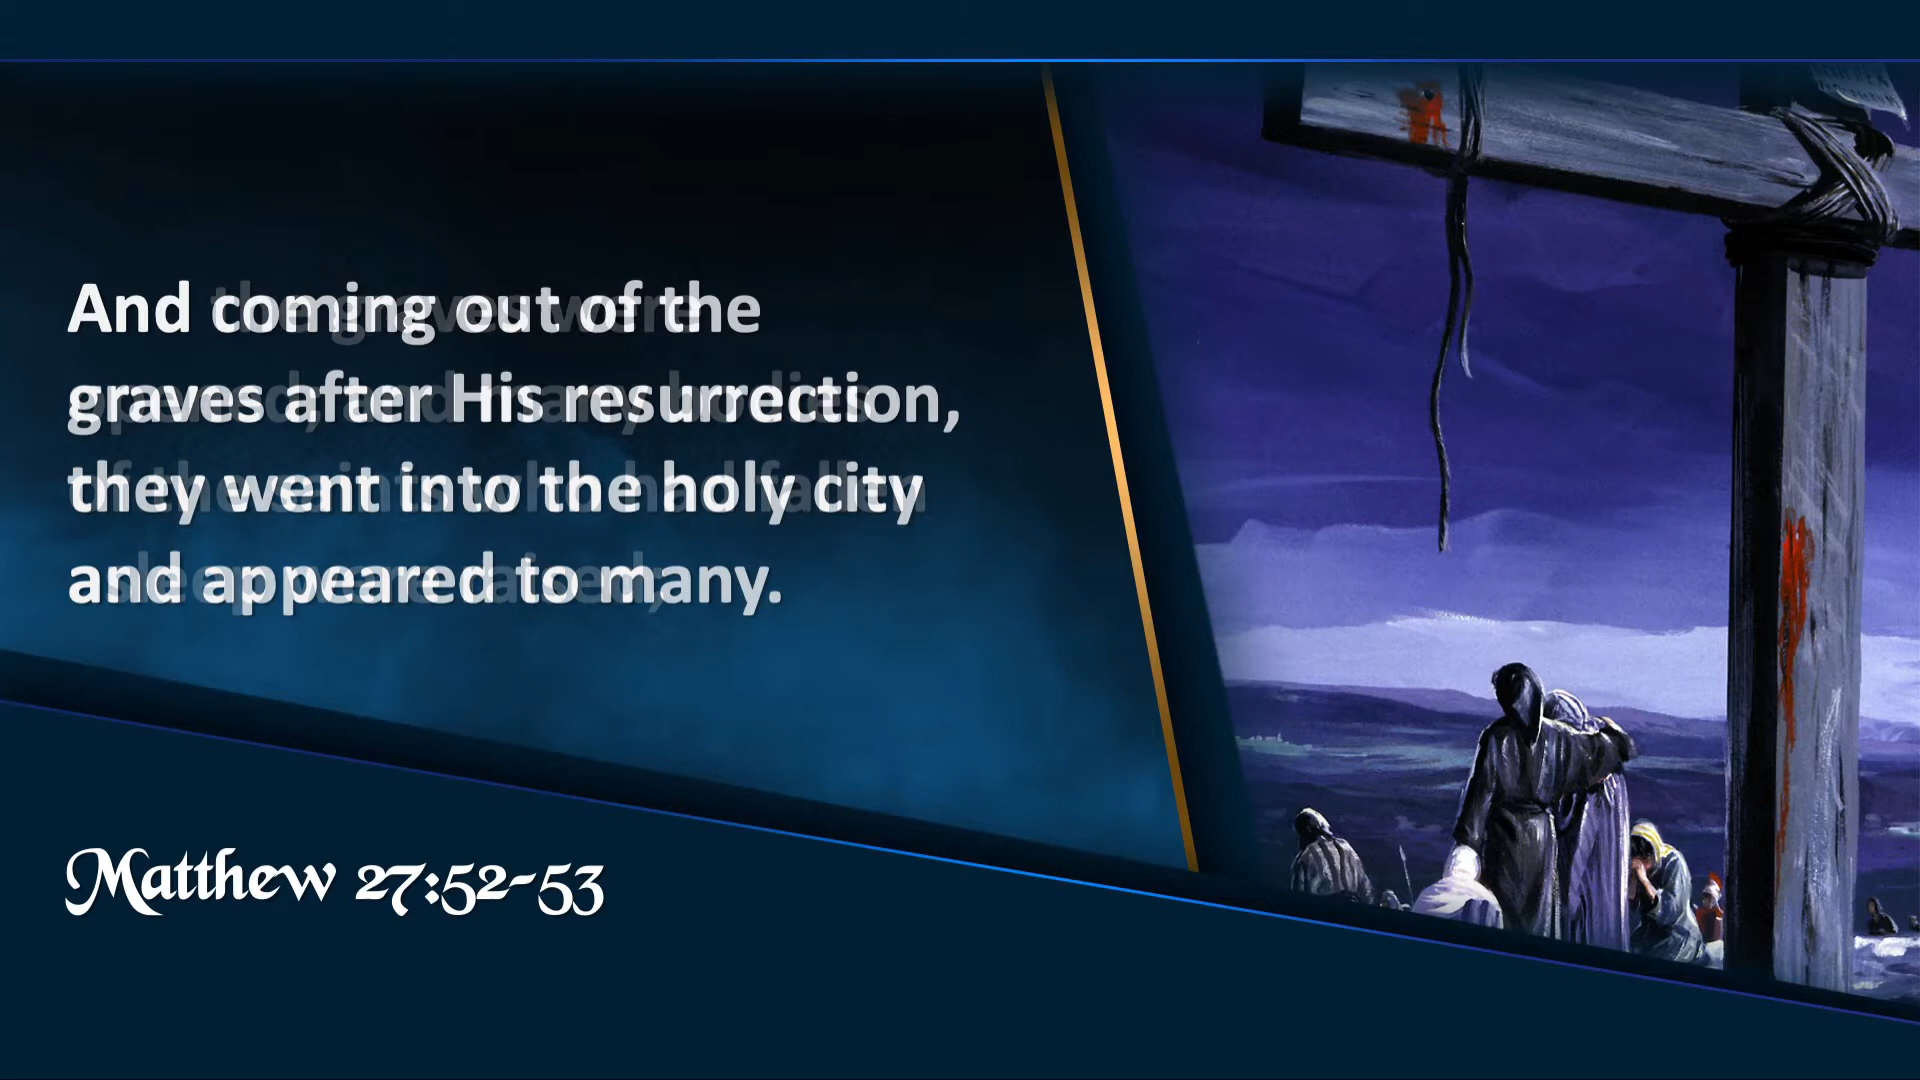 And coming out of the
graves after His resurrection,
they went into the holy city
and appeared to many.
Matthew 27:52-53